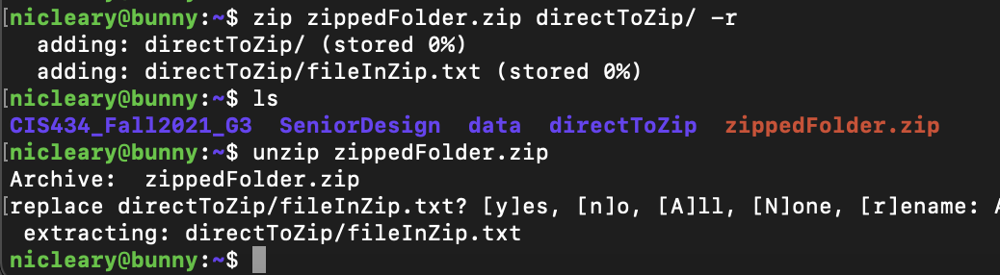 nicleary@bunny:~$ zip zippedFolder.zip directToZip/ -r
  adding: directToZip/ (stored 0%)
  adding: directToZip/fileInZip.txt (stored 0%)
[nicleary@bunny:~$ ls
CIS434_Fall2021_G3  SeniorDesign  data  directToZip  zippedFolder.zip
[nicleary@bunny:~$ unzip zippedFolder.zip
Archive:  zippedFolder.zip
[replace directToZip/fileInZip.txt? [y]es, [n]o, [A]ll, [N]one, [r]ename: A
 extracting: directToZip/fileInZip.txt
nicleary@bunny:~$